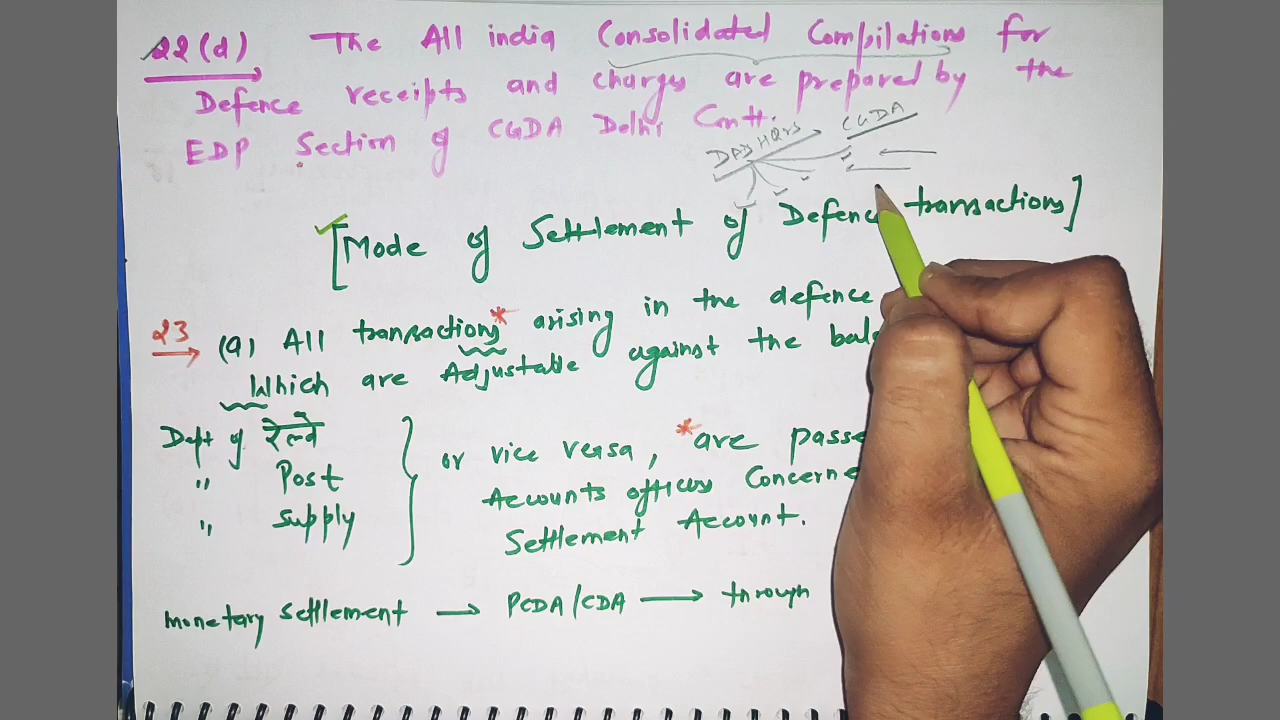 22(d) The All india Consolidated Compilations for
Defence receipts and charges are prepared by the
EDP Section of CGDA Delhi Cantt.
DAD HQrs CGDA
[Mode of Settlement of Defence transactions]
23 (a) All transactions* arising in the defence
Which are Adjustable against the bal
Deptt of रेल्वे
" Post
" supply
or vice versa, *are passe
Accounts offices Concerne
Settlement Account.
monetary settlement → PCDA/CDA → through